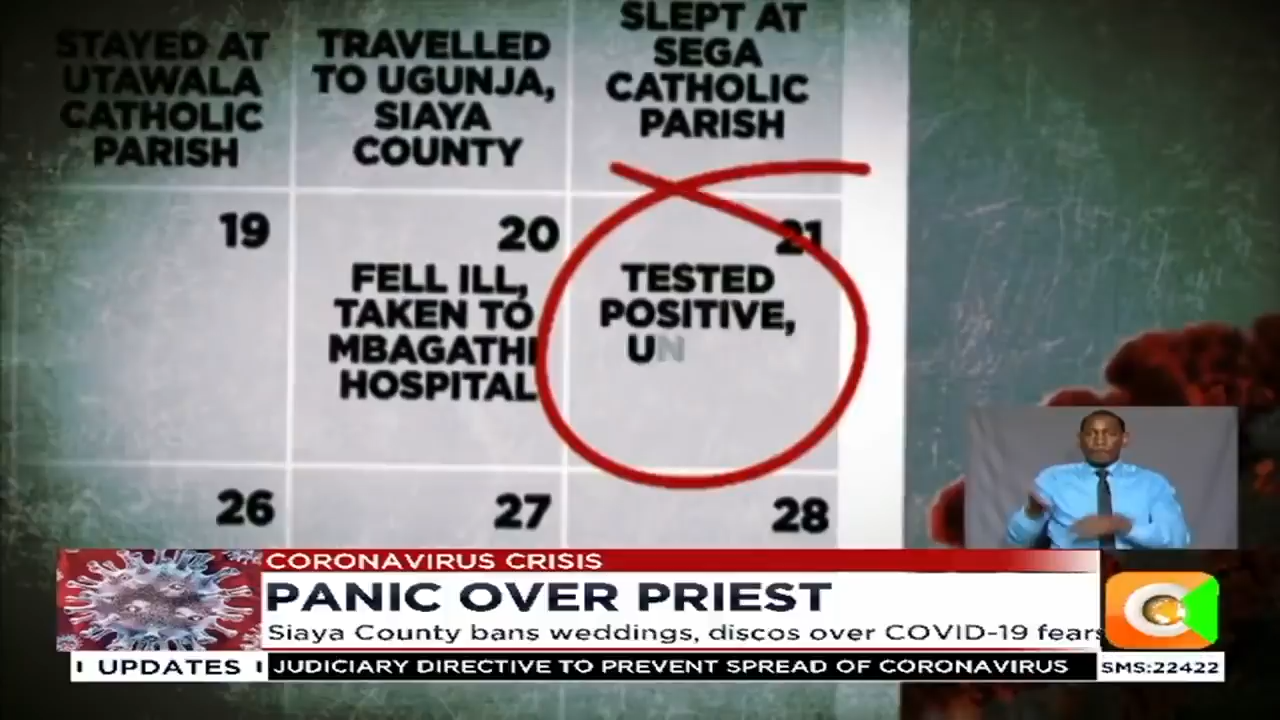 STAYED AT
UTAWALA
CATHOLIC
PARISH
TRAVELLED
TO UGUNJA,
SIAYA
COUNTY
SLEPT AT
SEGA
CATHOLIC
PARISH
19
20
FELL ILL,
TAKEN TO
MBAGATHI
HOSPITAL
21
TESTED
POSITIVE,
UN
26
27
28
CORONAVIRUS CRISIS
PANIC OVER PRIEST
Siaya County bans weddings, discos over COVID-19 fears
UPDATES
JUDICIARY DIRECTIVE TO PREVENT SPREAD OF CORONAVIRUS
SMS:22422